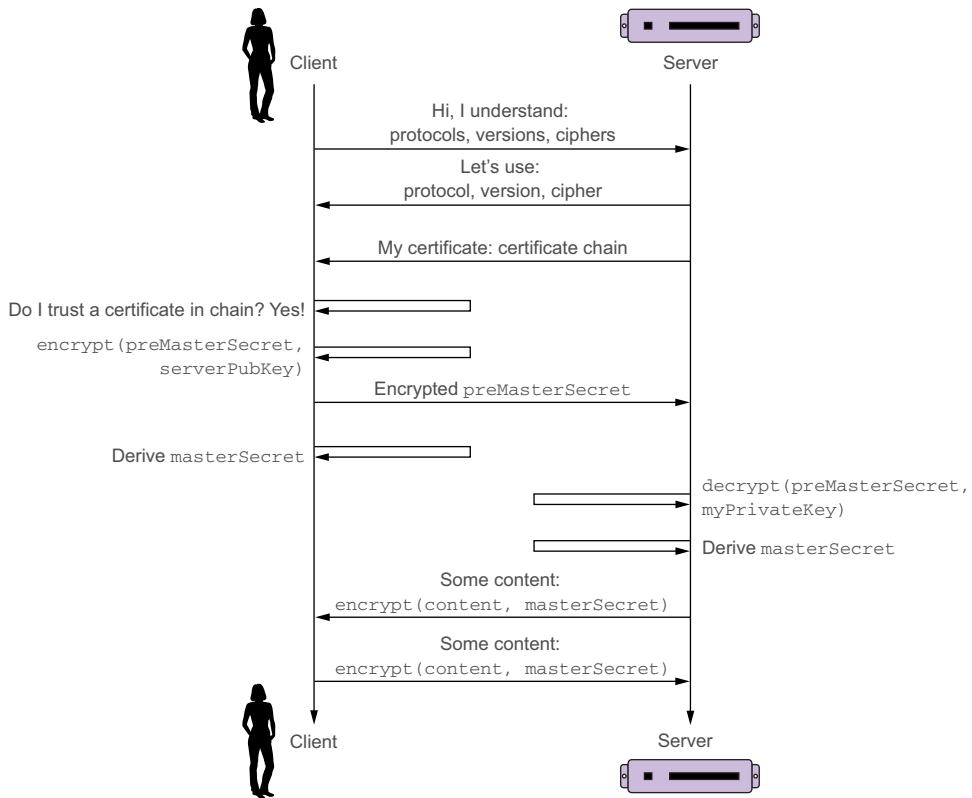 Client
Server
Hi, I understand:
protocols, versions, ciphers
Let’s use:
protocol, version, cipher
My certificate: certificate chain
Do I trust a certificate in chain? Yes!
encrypt(preMasterSecret,
serverPubKey)
Encrypted preMasterSecret
Derive masterSecret
decrypt(preMasterSecret,
myPrivateKey)
Derive masterSecret
Some content:
encrypt(content, masterSecret)
Some content:
encrypt(content, masterSecret)
Client
Server